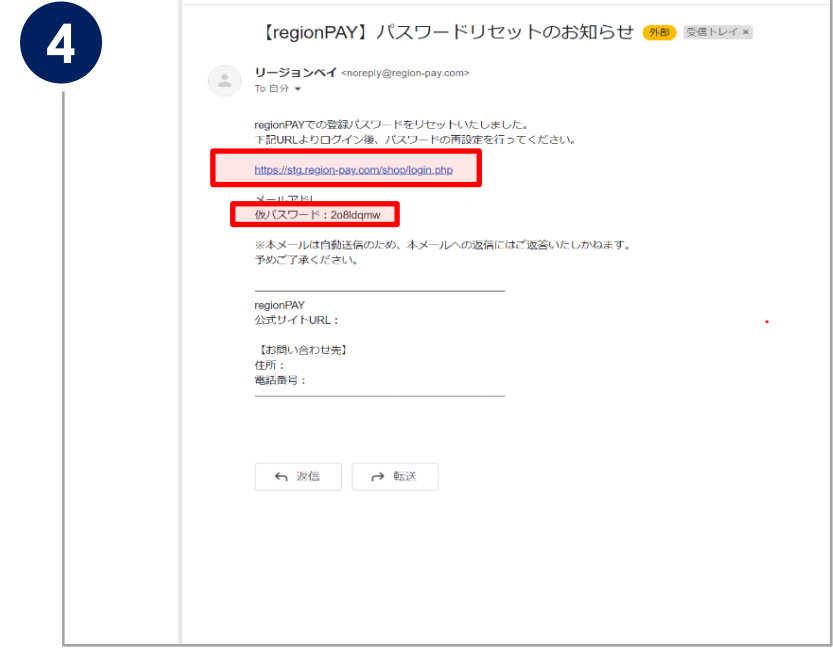 4
【regionPAY】パスワードリセットのお知らせ 外部 受信トレイ ×
リージョンペイ <noreply@region-pay.com>
To 自分
regionPAYでの登録パスワードをリセットいたしました。
下記URLよりログイン後、パスワードの再設定を行ってください。
https://stg.region-pay.com/shop/login.php
メールアド
仮パスワード：2o8ldqmw
※本メールは自動送信のため、本メールへの返信にはご返答いたしかねます。
予めご了承ください。
regionPAY
公式サイトURL：
【お問い合わせ先】
住所：
電話番号：
返信 転送